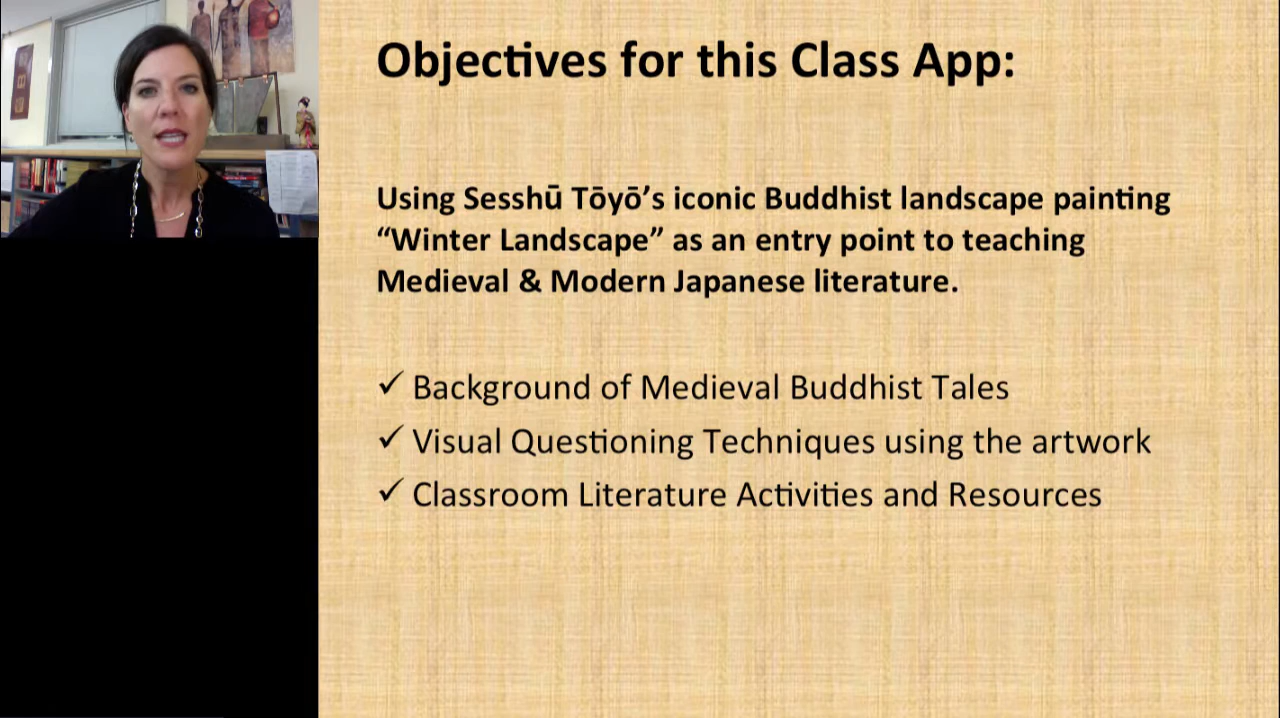 Objectives for this Class App:
Using Sesshū Tōyō’s iconic Buddhist landscape painting
“Winter Landscape” as an entry point to teaching
Medieval & Modern Japanese literature.
✓ Background of Medieval Buddhist Tales
✓ Visual Questioning Techniques using the artwork
✓ Classroom Literature Activities and Resources